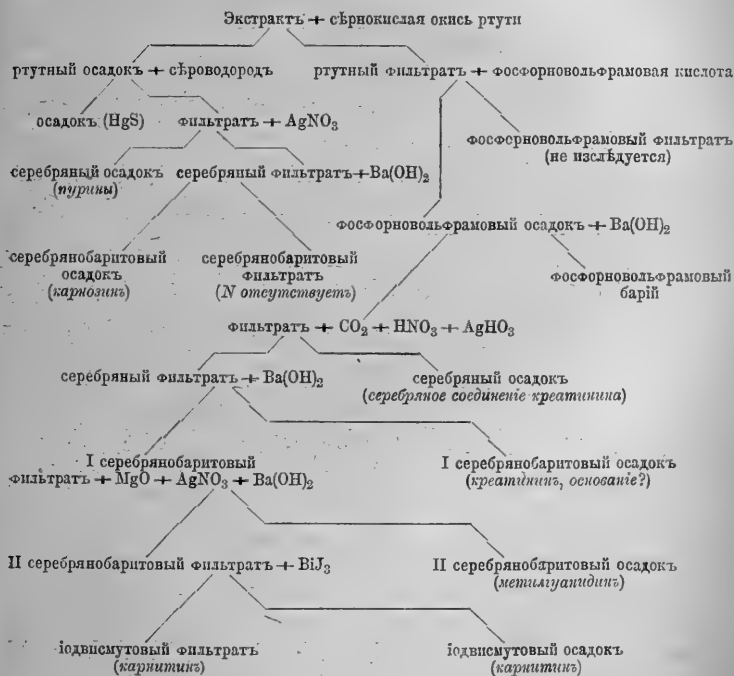 Экстрактъ + сѣрнокислая окись ртути
ртутный осадокъ + сѣроводородъ ртутный фильтратъ + фосфорновольфрамовая кислота
осадокъ (HgS) фильтратъ + AgNO3
фосфорновольфрамовый фильтратъ
(не изслѣдуется)
серебряный осадокъ серебряный фильтратъ + Ba(OH)2
(пурины)
фосфорновольфрамовый осадокъ + Ba(OH)2
серебрянобаритовый серебрянобаритовый
осадокъ фильтратъ
(карнозинъ) (N отсутствуетъ)
фосфорновольфрамовый
барій
фильтратъ + CO2 + HNO3 + AgHO3
серебряный фильтратъ + Ba(OH)2 серебряный осадокъ
(серебряное соединеніе креатинина)
I серебрянобаритовый I серебрянобаритовый осадокъ
фильтратъ + MgO + AgNO3 + Ba(OH)2 (креатининъ, основаніе?)
II серебрянобаритовый фильтратъ + BiJ3 II серебрянобаритовый осадокъ
(метилгуанидинъ)
іодвисмутовый фильтратъ іодвисмутовый осадокъ
(карнитинъ) (карнитинъ)